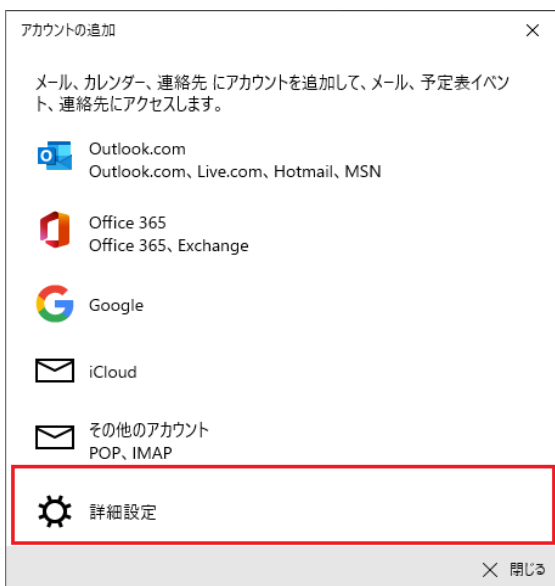 アカウントの追加
メール、カレンダー、連絡先 にアカウントを追加して、メール、予定表イベン
ト、連絡先にアクセスします。
Outlook.com
Outlook.com、Live.com、Hotmail、MSN
Office 365
Office 365、Exchange
Google
iCloud
その他のアカウント
POP、IMAP
詳細設定
閉じる